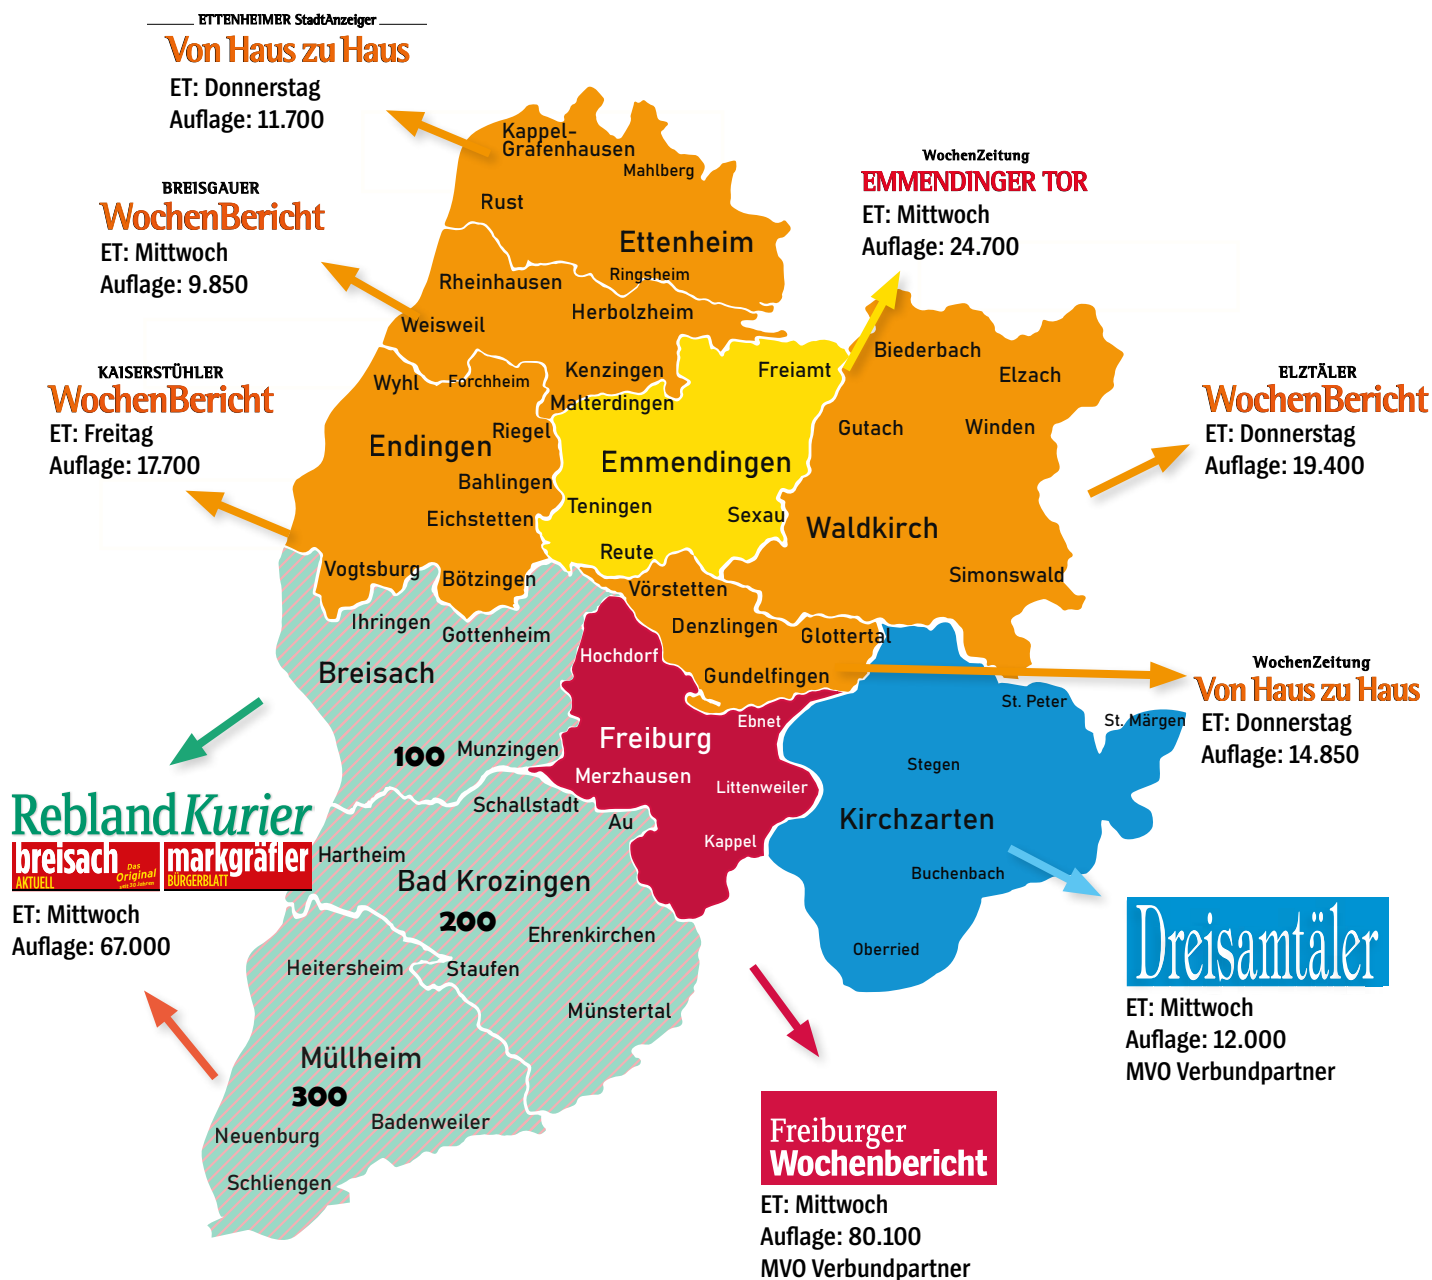 ETTENHEIMER StadtAnzeiger
Von Haus zu Haus
ET: Donnerstag
Auflage: 11.700
BREISGAUER
WochenBericht
ET: Mittwoch
Auflage: 9.850
KAISERSTÜHLER
WochenBericht
ET: Freitag
Auflage: 17.700
WochenZeitung
EMMENDINGER TOR
ET: Mittwoch
Auflage: 24.700
ELZTÄLER
WochenBericht
ET: Donnerstag
Auflage: 19.400
WochenZeitung
Von Haus zu Haus
ET: Donnerstag
Auflage: 14.850
Kappel-
Grafenhausen
Mahlberg
Rust
Ettenheim
Ringsheim
Rheinhausen
Herbolzheim
Weisweil
Kenzingen
Wyhl
Forchheim
Malterdingen
Riegel
Endingen
Bahlingen
Eichstetten
Vogtsburg
Bötzingen
Freiamt
Emmendingen
Teningen
Sexau
Reute
Biederbach
Elzach
Gutach
Winden
Waldkirch
Simonswald
Vörstetten
Denzlingen
Glottertal
Gundelfingen
Ihringen
Gottenheim
Breisach
100
Munzingen
Hochdorf
Ebnet
Freiburg
Merzhausen
Littenweiler
Kappel
St. Peter
St. Märgen
Stegen
Kirchzarten
Buchenbach
Oberried
Schallstadt
Au
Hartheim
Bad Krozingen
200
Ehrenkirchen
Staufen
Münstertal
Heitersheim
Müllheim
300
Badenweiler
Neuenburg
Schliengen
Rebland Kurier
breisach
AKTUELL
Das
Original
seit 30 Jahren
markgräfler
BÜRGERBLATT
ET: Mittwoch
Auflage: 67.000
Dreisamtäler
ET: Mittwoch
Auflage: 12.000
MVO Verbundpartner
Freiburger
Wochenbericht
ET: Mittwoch
Auflage: 80.100
MVO Verbundpartner